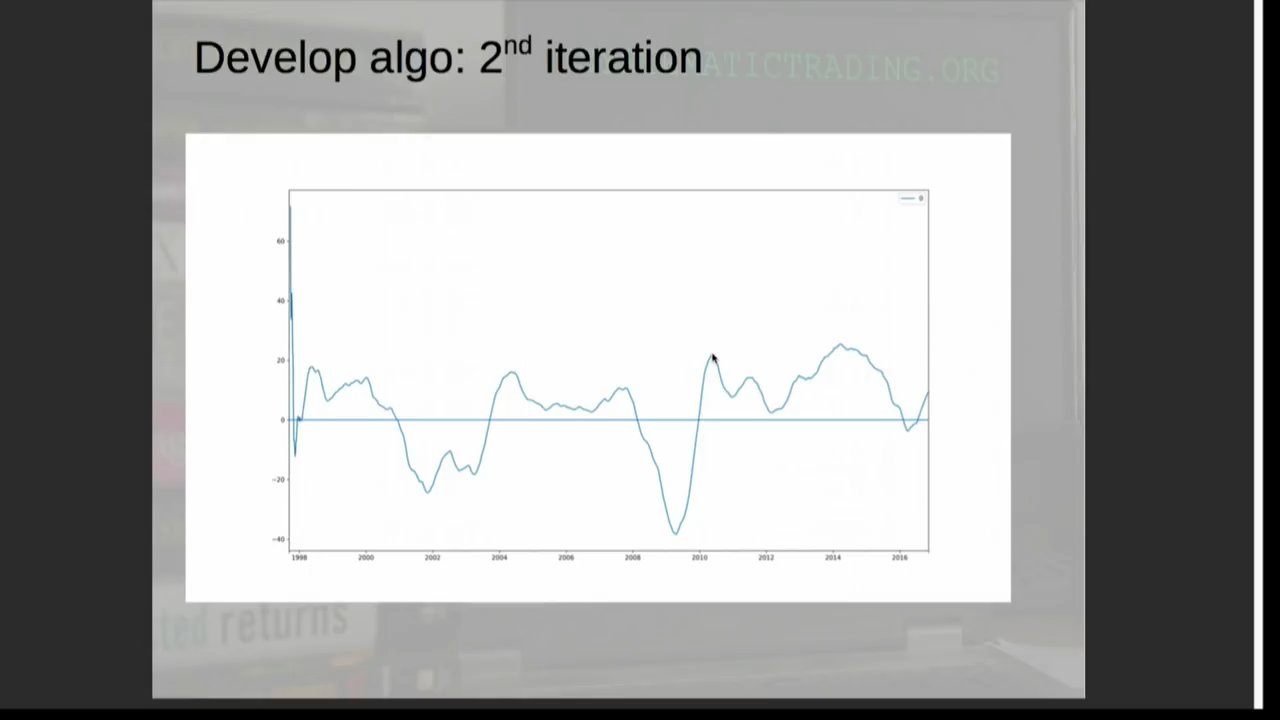 Develop algo: 2nd iteration
ATICTRADING.ORG
0
60
40
20
0
−20
−40
1998 2000 2002 2004 2006 2008 2010 2012 2014 2016
ted returns